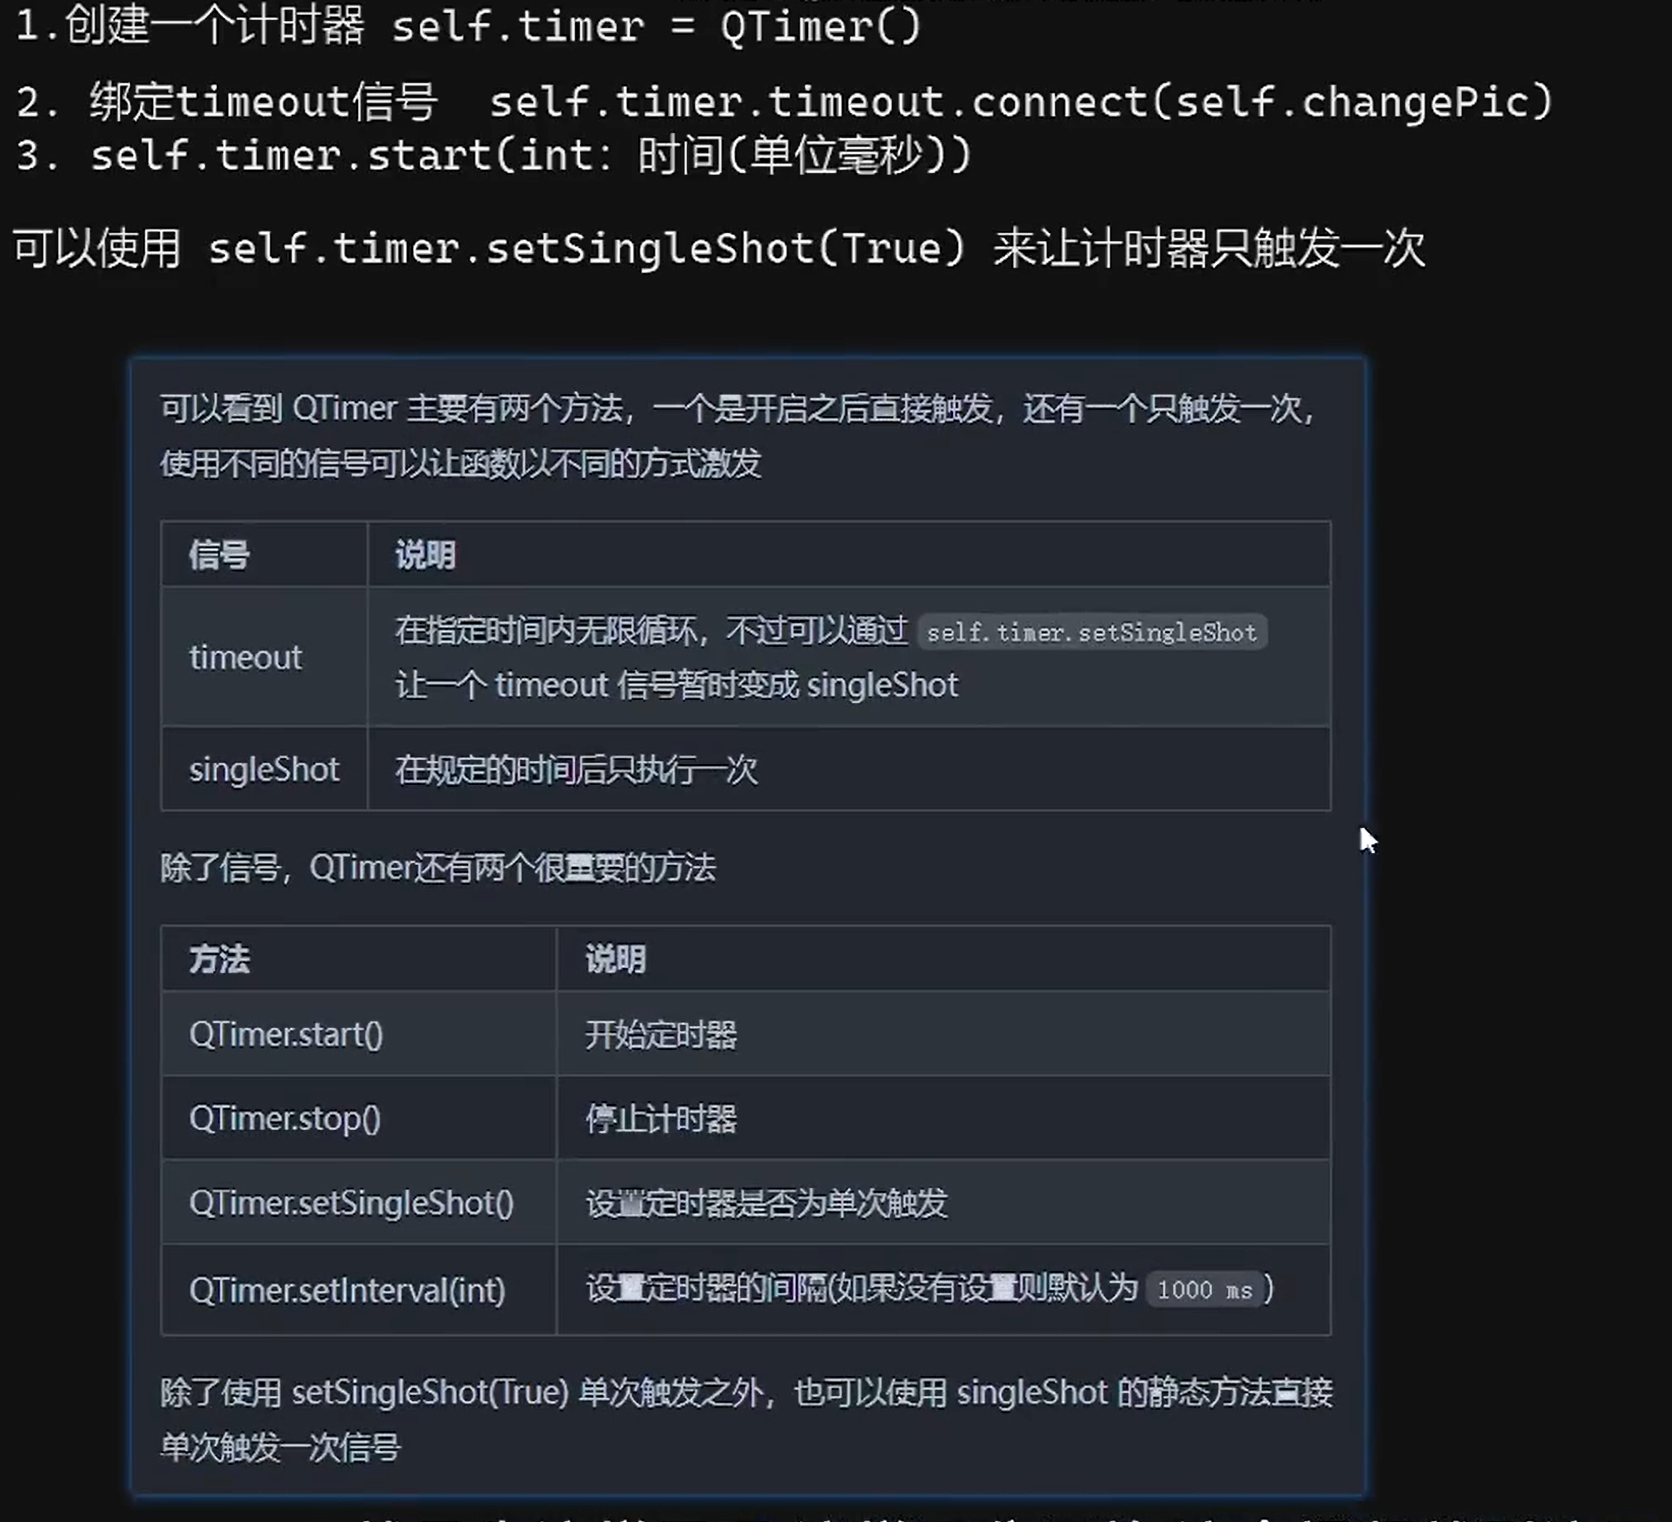 1.创建一个计时器 self.timer = QTimer()
2. 绑定timeout信号 self.timer.timeout.connect(self.changePic)
3. self.timer.start(int: 时间(单位毫秒))
可以使用 self.timer.setSingleShot(True) 来让计时器只触发一次
可以看到 QTimer 主要有两个方法，一个是开启之后直接触发，还有一个只触发一次，
使用不同的信号可以让函数以不同的方式激发
信号 说明
timeout 在指定时间内无限循环，不过可以通过 self.timer.setSingleShot
让一个 timeout 信号暂时变成 singleShot
singleShot 在规定的时间后只执行一次
除了信号，QTimer还有两个很重要的方法
方法 说明
QTimer.start() 开始定时器
QTimer.stop() 停止计时器
QTimer.setSingleShot() 设置定时器是否为单次触发
QTimer.setInterval(int) 设置定时器的间隔(如果没有设置则默认为 1000 ms)
除了使用 setSingleShot(True) 单次触发之外，也可以使用 singleShot 的静态方法直接
单次触发一次信号